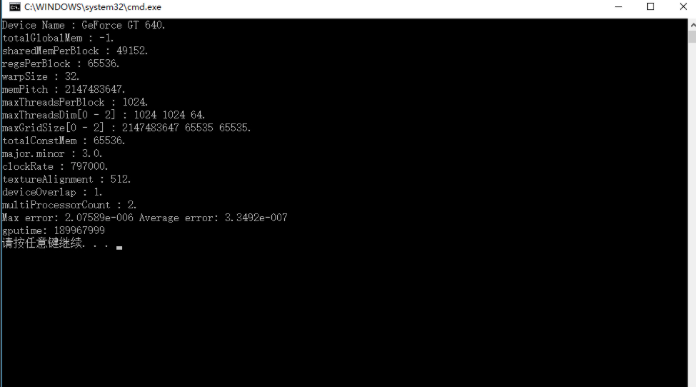 C:\WINDOWS\system32\cmd.exe
Device Name : GeForce GT 640.
totalGlobalMem : -1.
sharedMemPerBlock : 49152.
regsPerBlock : 65536.
warpSize : 32.
memPitch : 2147483647.
maxThreadsPerBlock : 1024.
maxThreadsDim[0 - 2] : 1024 1024 64.
maxGridSize[0 - 2] : 2147483647 65535 65535.
totalConstMem : 65536.
major.minor : 3.0.
clockRate : 797000.
textureAlignment : 512.
deviceOverlap : 1.
multiProcessorCount : 2.
Max error: 2.07589e-006 Average error: 3.3492e-007
gputime: 189967999
请按任意键继续. . .